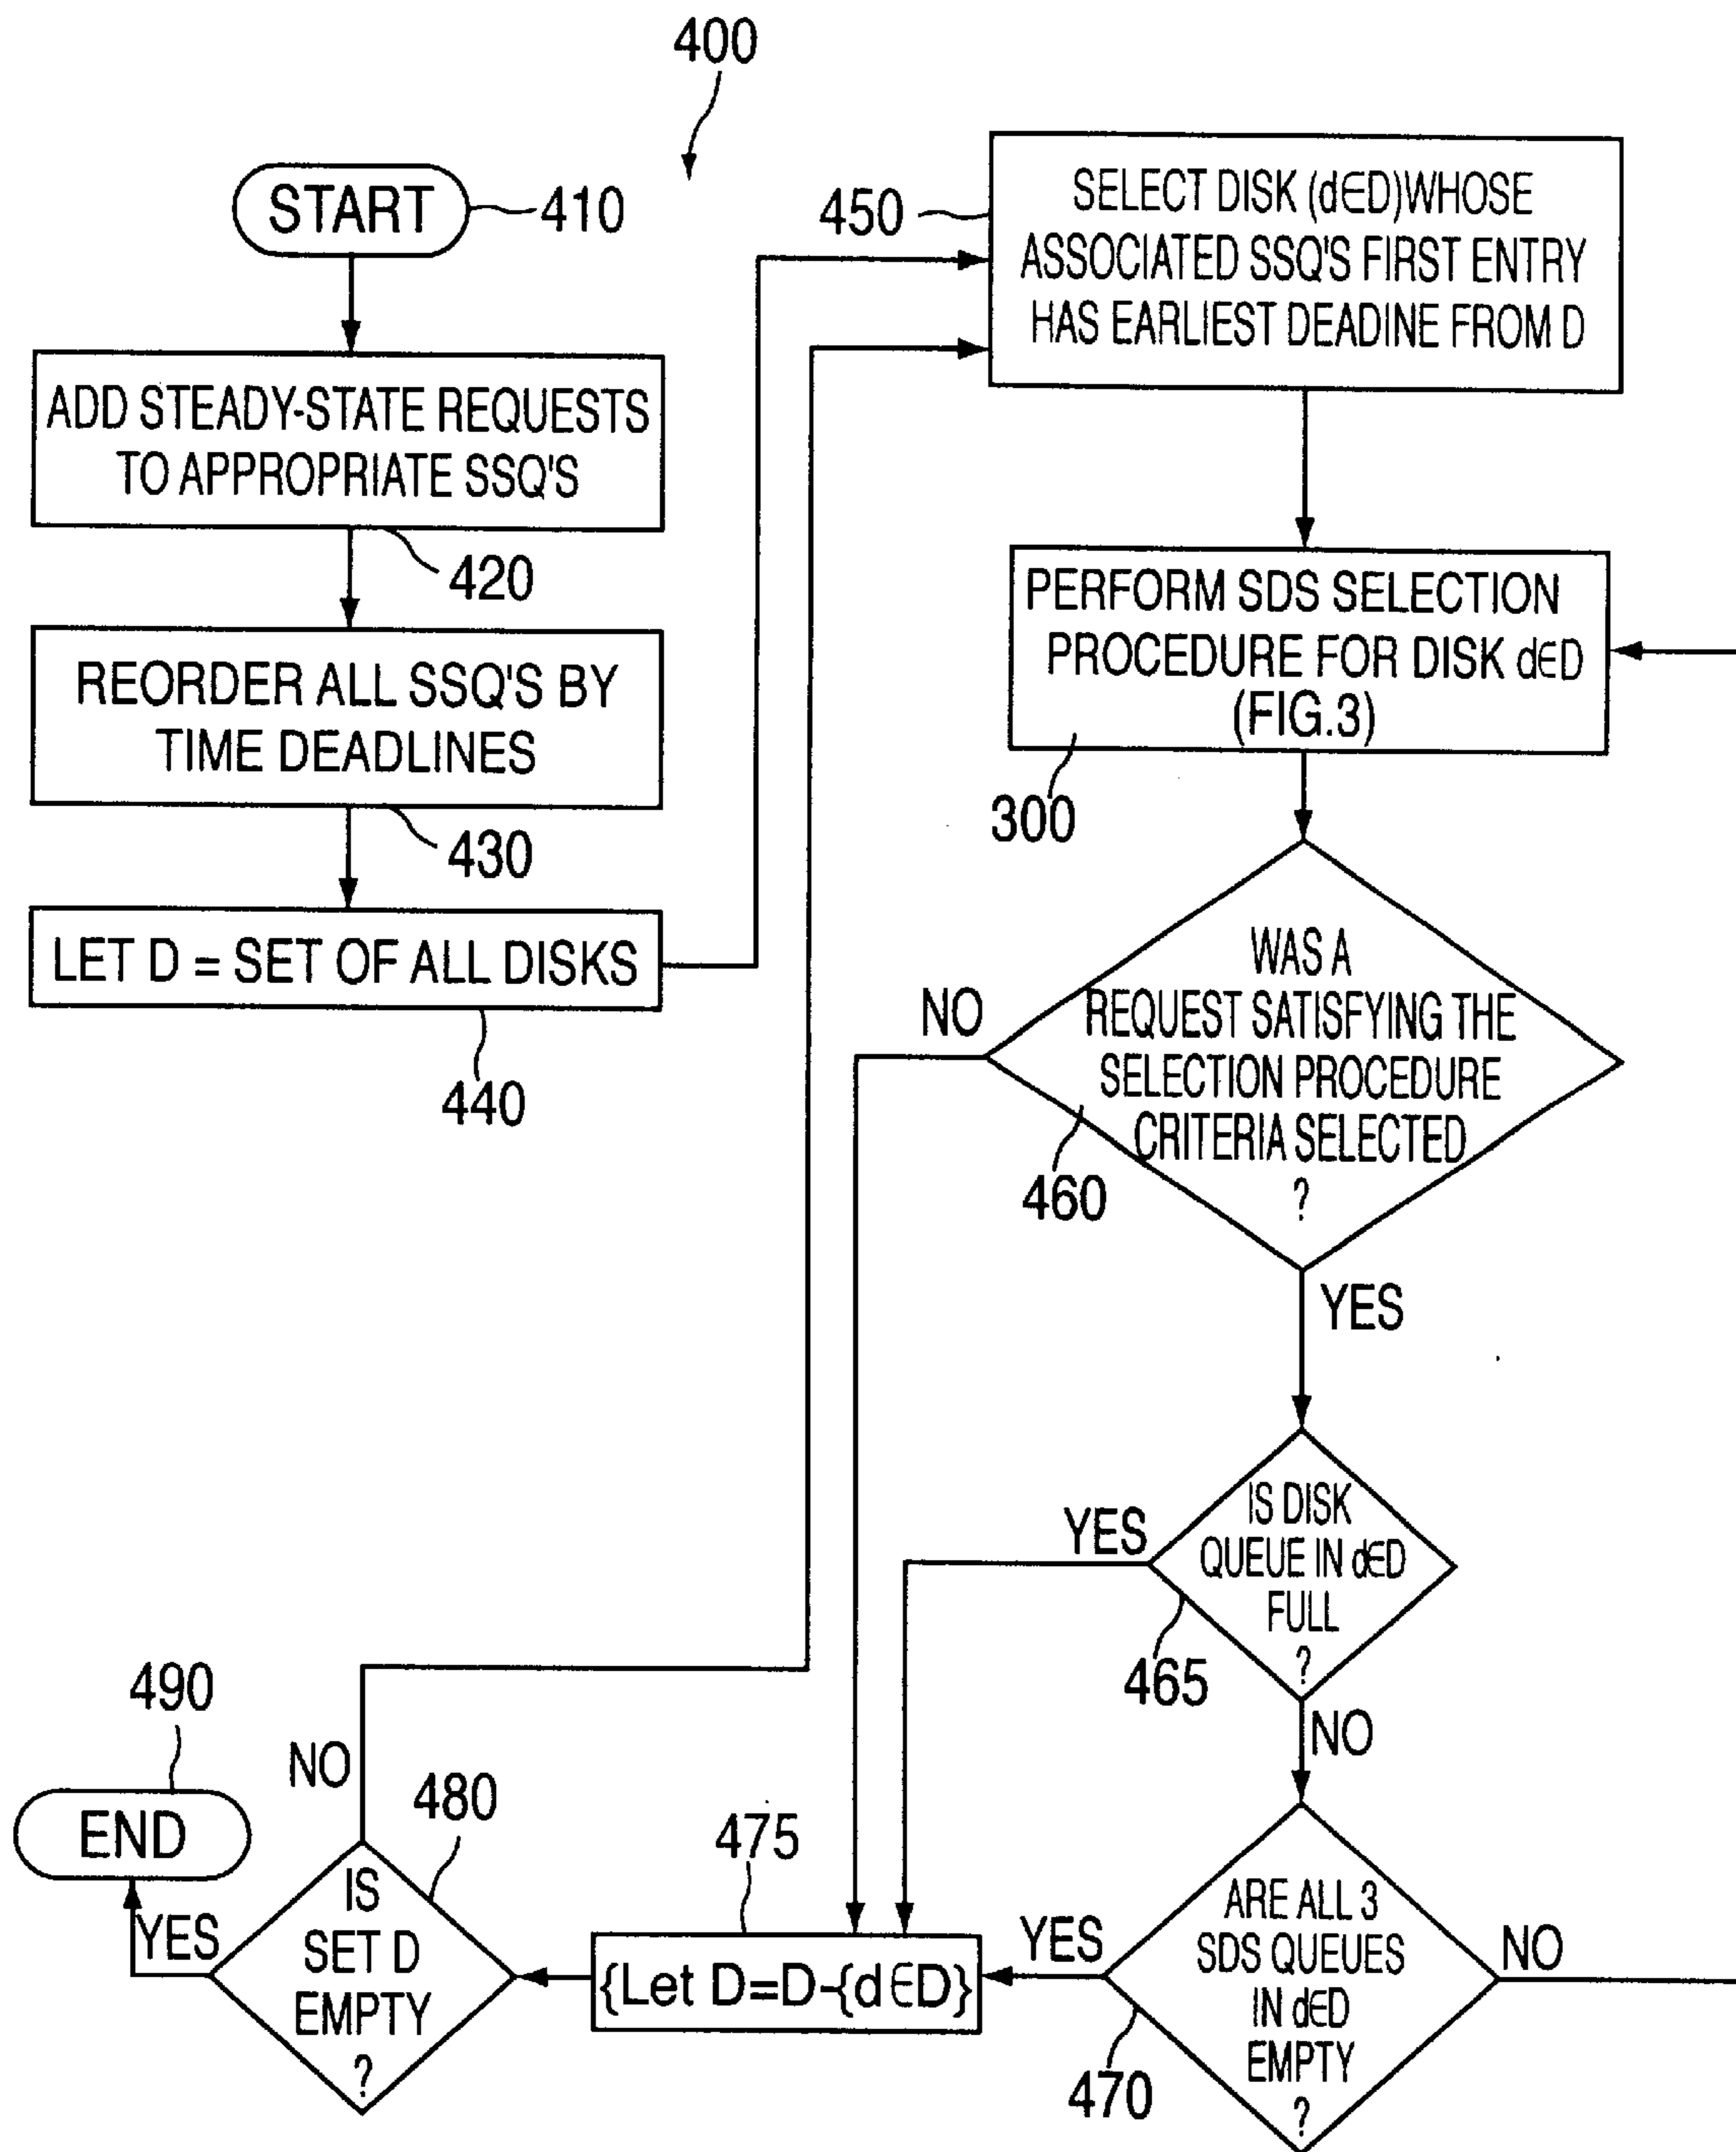 400
START
410
ADD STEADY-STATE REQUESTS
TO APPROPRIATE SSQ'S
420
REORDER ALL SSQ'S BY
TIME DEADLINES
430
LET D = SET OF ALL DISKS
440
450
SELECT DISK (d∈D)WHOSE
ASSOCIATED SSQ'S FIRST ENTRY
HAS EARLIEST DEADINE FROM D
PERFORM SDS SELECTION
PROCEDURE FOR DISK d∈D
(FIG.3)
300
WAS A
REQUEST SATISFYING THE
SELECTION PROCEDURE
CRITERIA SELECTED
?
460
NO
YES
IS DISK
QUEUE IN d∈D
FULL
?
465
YES
NO
ARE ALL 3
SDS QUEUES
IN d∈D
EMPTY
?
470
YES
NO
475
{Let D=D-{d∈D}
480
IS
SET D
EMPTY
?
NO
YES
490
END